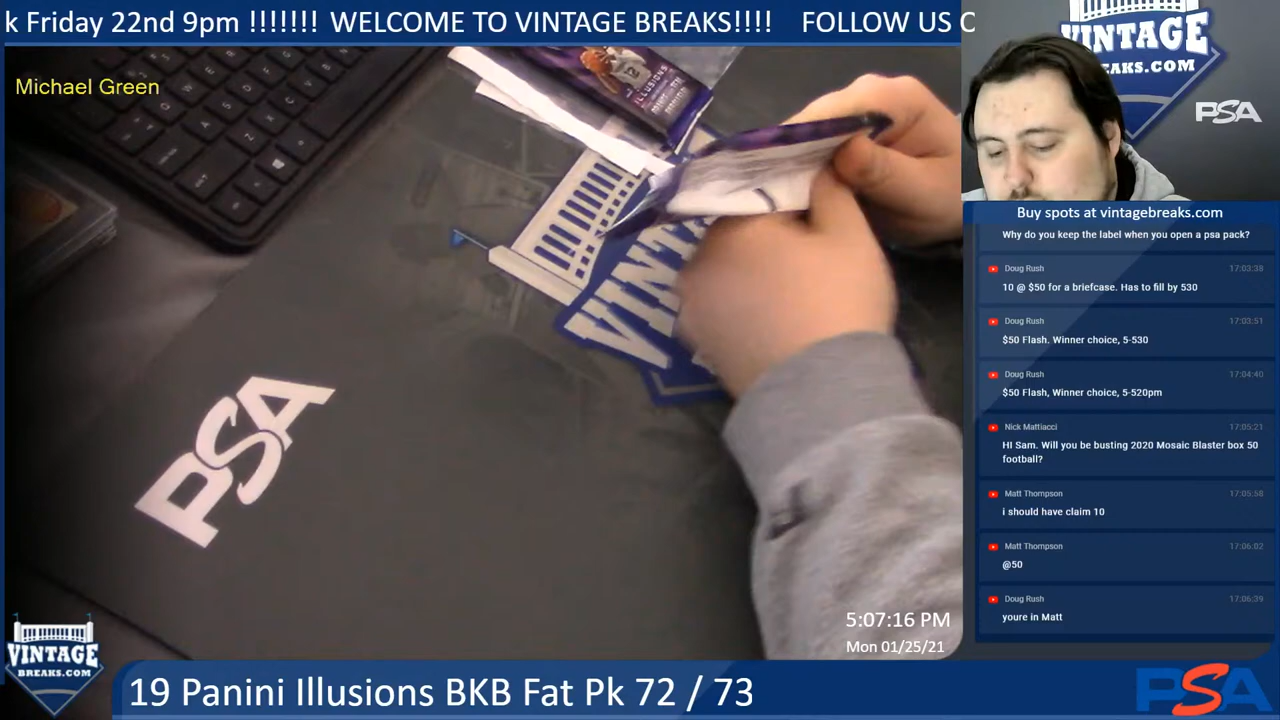 k Friday 22nd 9pm !!!!!!! WELCOME TO VINTAGE BREAKS!!!! FOLLOW US
Michael Green
VINTAGE
BREAKS.COM
PSA
Buy spots at vintagebreaks.com
Why do you keep the label when you open a psa pack?
Doug Rush 17:03:38
10 @ $50 for a briefcase. Has to fill by 530
Doug Rush 17:03:51
$50 Flash. Winner choice, 5-530
Doug Rush 17:04:40
$50 Flash, Winner choice, 5-520pm
Nick Mattiacci 17:05:21
HI Sam. Will you be busting 2020 Mosaic Blaster box 50
football?
Matt Thompson 17:05:58
i should have claim 10
Matt Thompson 17:06:02
@50
Doug Rush 17:06:39
youre in Matt
ILLUSIONS
VINTA
PSA
5:07:16 PM
Mon 01/25/21
VINTAGE
BREAKS.COM
19 Panini Illusions BKB Fat Pk 72 / 73
PSA